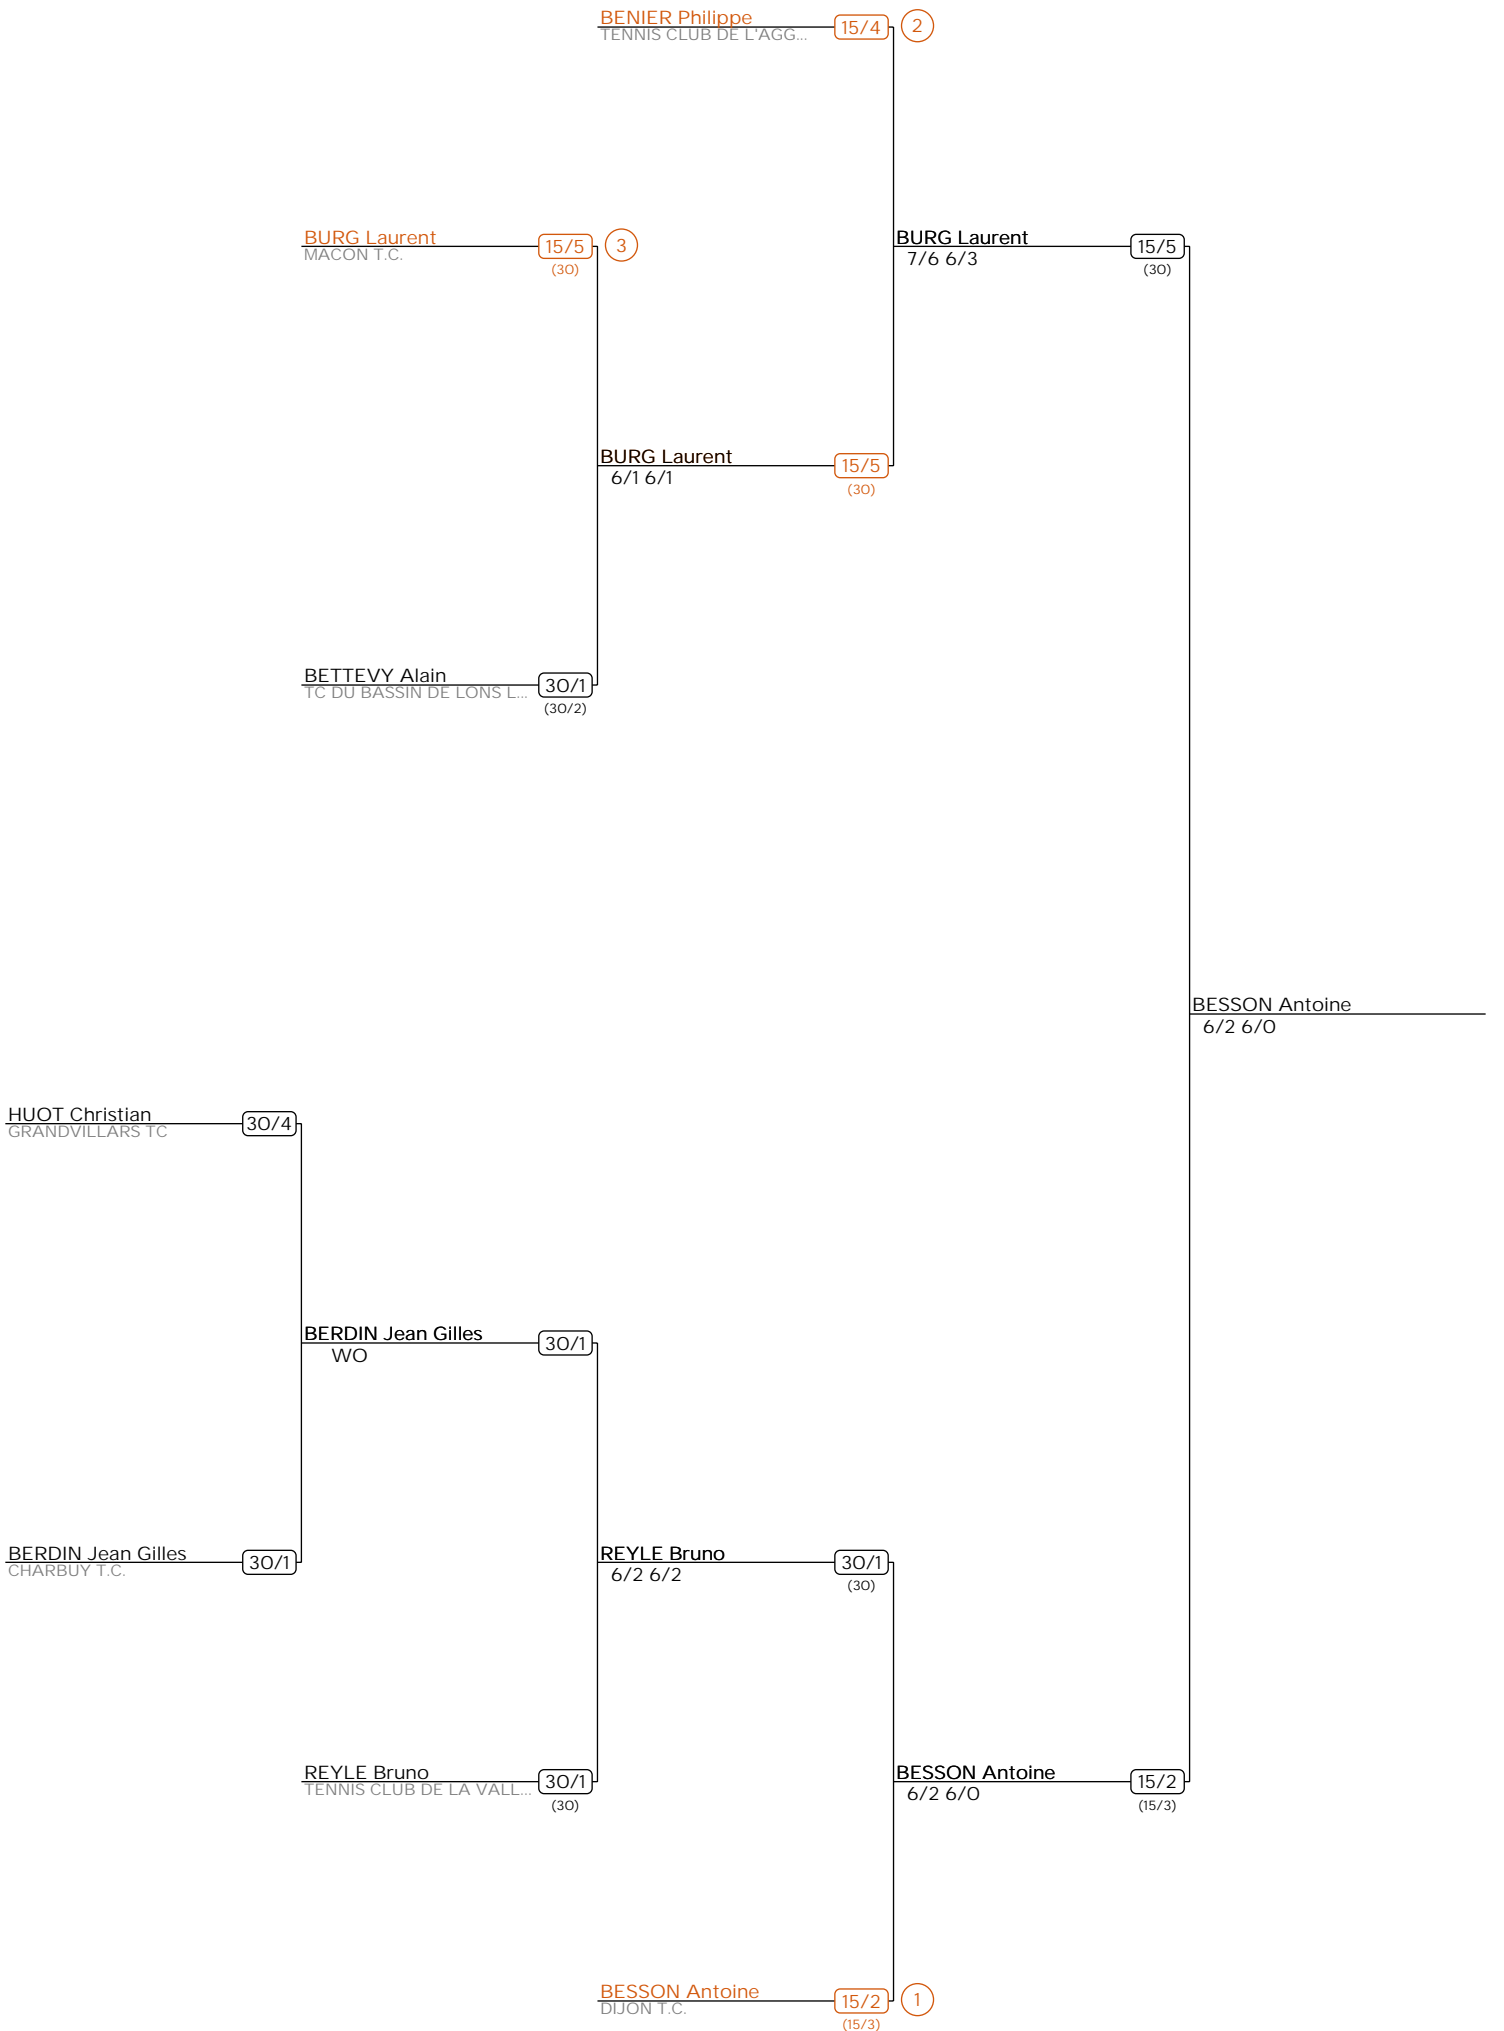 BENIER Philippe
TENNIS CLUB DE L'AGG...
15/4
2
BURG Laurent
MACON T.C.
15/5
(30)
3
BURG Laurent
7/6 6/3
15/5
(30)
BURG Laurent
6/1 6/1
15/5
(30)
BETTEVY Alain
TC DU BASSIN DE LONS L...
30/1
(30/2)
BESSON Antoine
6/2 6/0
HUOT Christian
GRANDVILLARS TC
30/4
BERDIN Jean Gilles
WO
30/1
BERDIN Jean Gilles
CHARBUY T.C.
30/1
REYLE Bruno
6/2 6/2
30/1
(30)
REYLE Bruno
TENNIS CLUB DE LA VALL...
30/1
(30)
BESSON Antoine
6/2 6/0
15/2
(15/3)
BESSON Antoine
DIJON T.C.
15/2
(15/3)
1